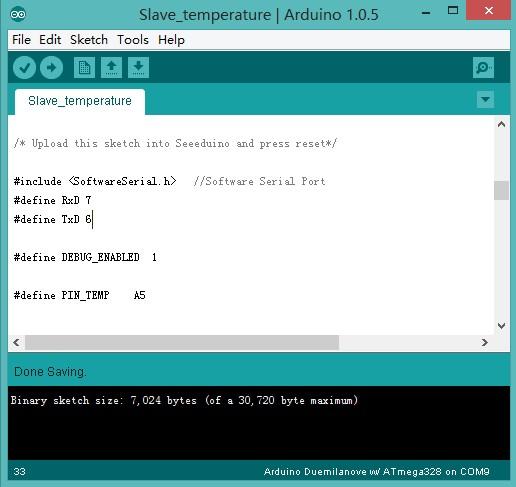 Slave_temperature | Arduino 1.0.5
File Edit Sketch Tools Help
Slave_temperature
/* Upload this sketch into Seeeduino and press reset*/
#include <SoftwareSerial.h>   //Software Serial Port
#define RxD 7
#define TxD 6
#define DEBUG_ENABLED  1
#define PIN_TEMP    A5
Done Saving.
Binary sketch size: 7,024 bytes (of a 30,720 byte maximum)
33 Arduino Duemilanove w/ ATmega328 on COM9